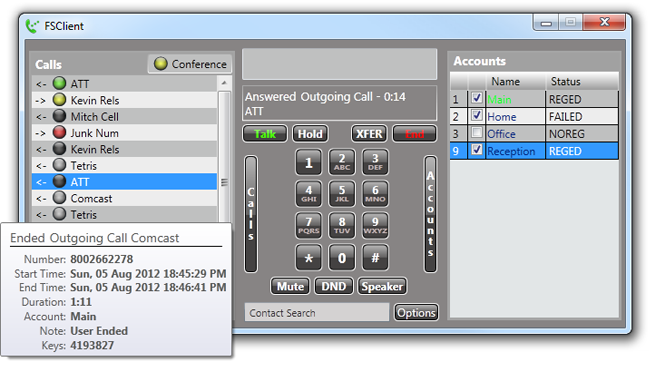 FSClient
Calls
Conference
<- ATT
-> Kevin Rels
<- Mitch Cell
-> Junk Num
<- Kevin Rels
<- Tetris
<- ATT
<- Comcast
<- Tetris
Ended Outgoing Call Comcast
Number: 8002662278
Start Time: Sun, 05 Aug 2012 18:45:29 PM
End Time: Sun, 05 Aug 2012 18:46:41 PM
Duration: 1:11
Account: Main
Note: User Ended
Keys: 4193827
Answered Outgoing Call - 0:14
ATT
Talk Hold XFER End
Calls
1 2 ABC 3 DEF
4 GHI 5 JKL 6 MNO
7 PQRS 8 TUV 9 WXYZ
* 0 #
Accounts
Mute DND Speaker
Contact Search Options
Accounts
Name Status
1 Main REGED
2 Home FAILED
3 Office NOREG
9 Reception REGED